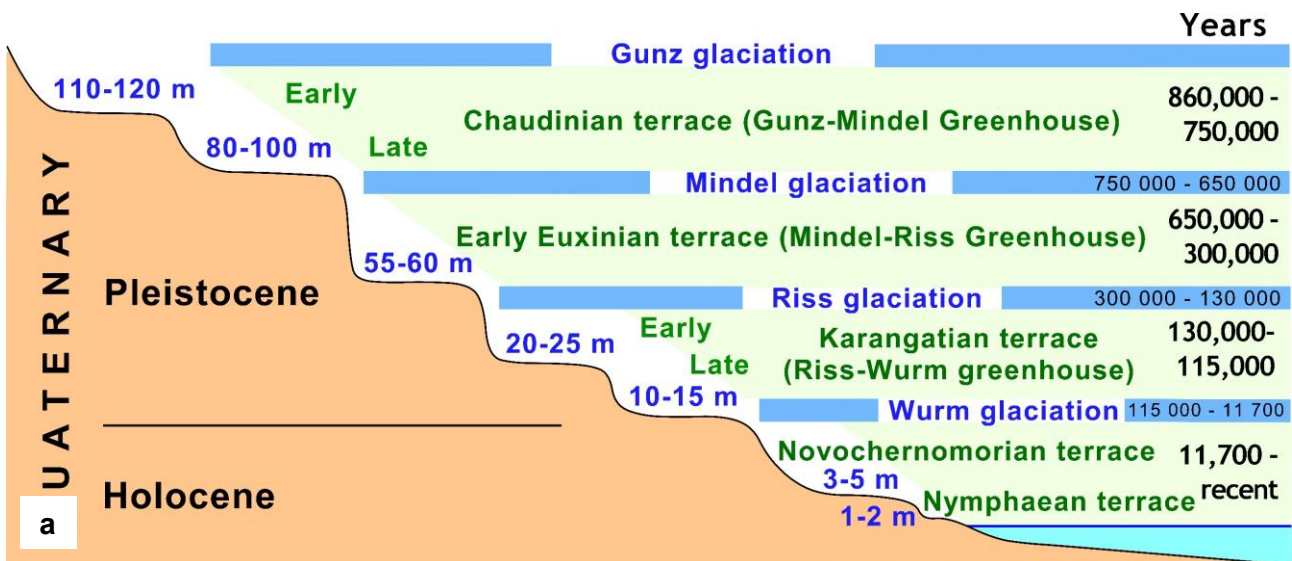 Years
Gunz glaciation
110-120 m
Early
860,000 -
750,000
Chaudinian terrace (Gunz-Mindel Greenhouse)
80-100 m
Late
Mindel glaciation
750 000 - 650 000
650,000 -
300,000
Early Euxinian terrace (Mindel-Riss Greenhouse)
55-60 m
Pleistocene
Riss glaciation
300 000 - 130 000
20-25 m
Early
Karangatian terrace
(Riss-Wurm greenhouse)
130,000-
115,000
Late
10-15 m
Wurm glaciation
115 000 - 11 700
Novochernomorian terrace
11,700 -
recent
3-5 m
Holocene
Nymphaean terrace
1-2 m
UATERNARY
a